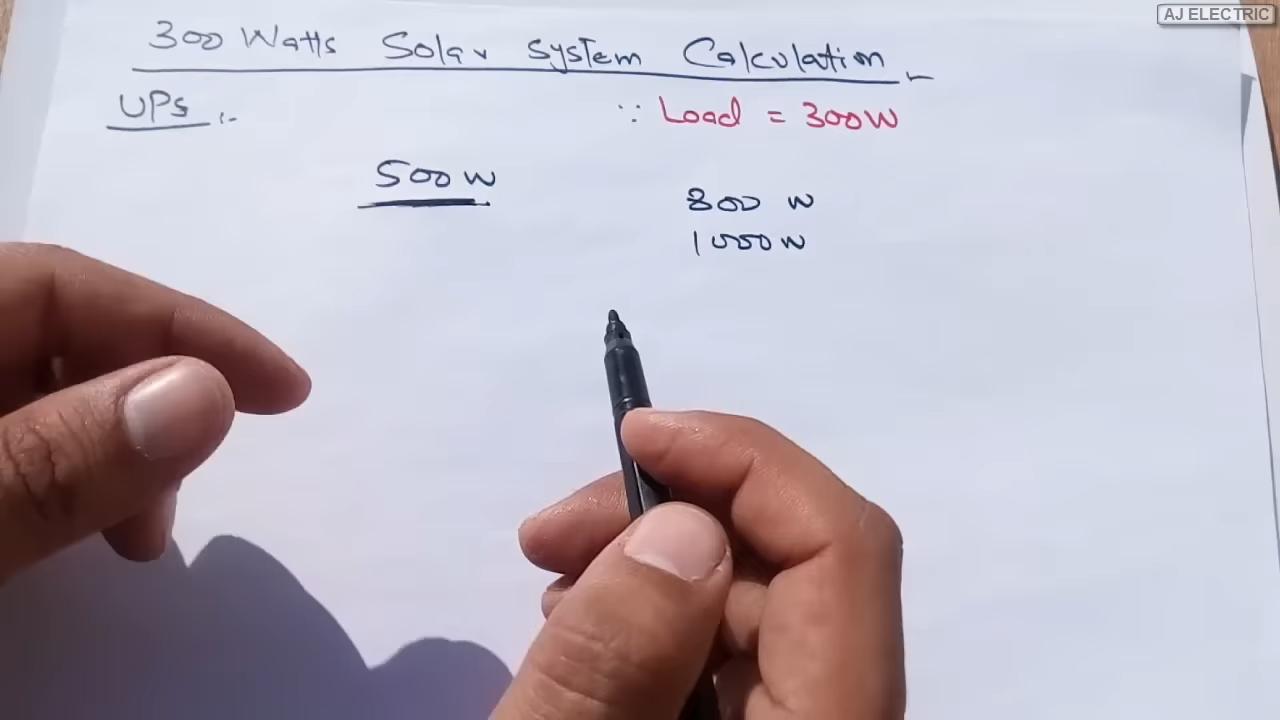 AJ ELECTRIC
300 Watts Solar System Calculation
UPS :-
∵ Load = 300W
500 W
800 W
1000 W